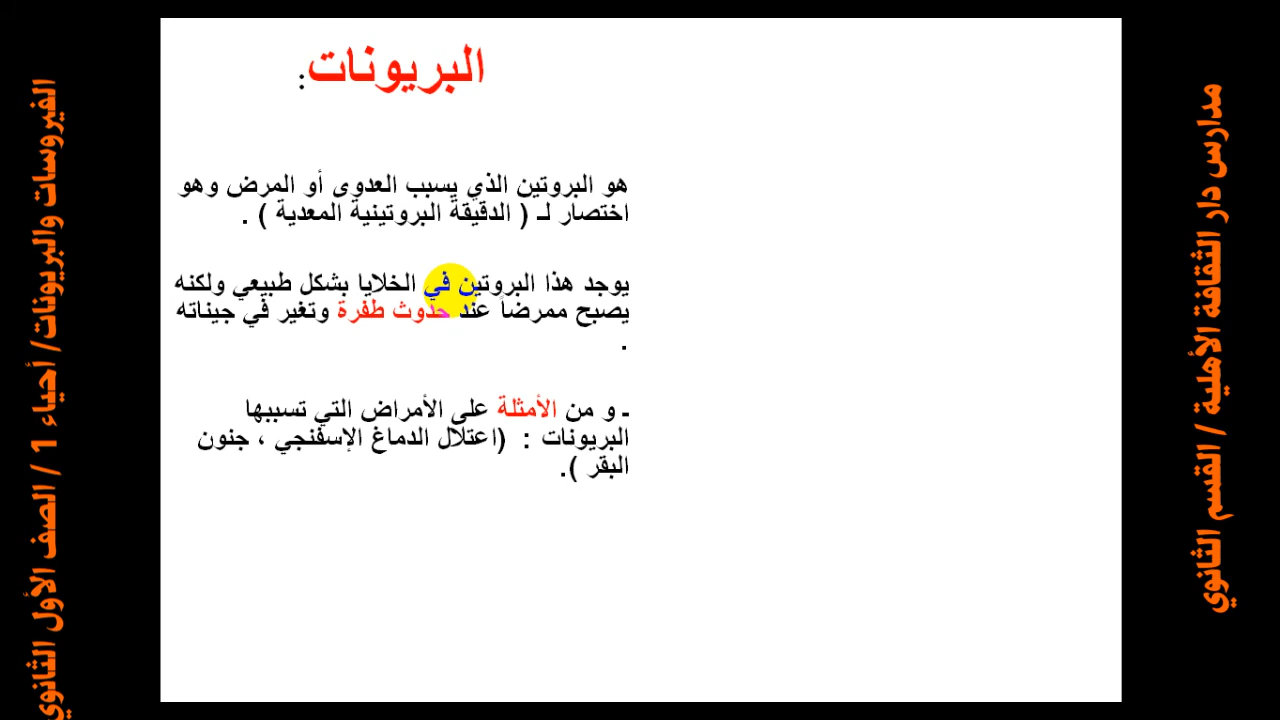 البريونات:
هو البروتين الذي يسبب العدوى أو المرض وهو
اختصار لـ ( الدقيقة البروتينية المعدية ) .
يوجد هذا البروتين في الخلايا بشكل طبيعي ولكنه
يصبح ممرضاً عند حدوث طفرة وتغير في جيناته
.
ـ و من الأمثلة على الأمراض التي تسببها
البريونات : (اعتلال الدماغ الإسفنجي ، جنون
البقر ).
مدارس دار الثقافة الأهلية / القسم الثانوي
الفيروسات والبريونات/ أحياء 1 / الصف الأول الثانوي